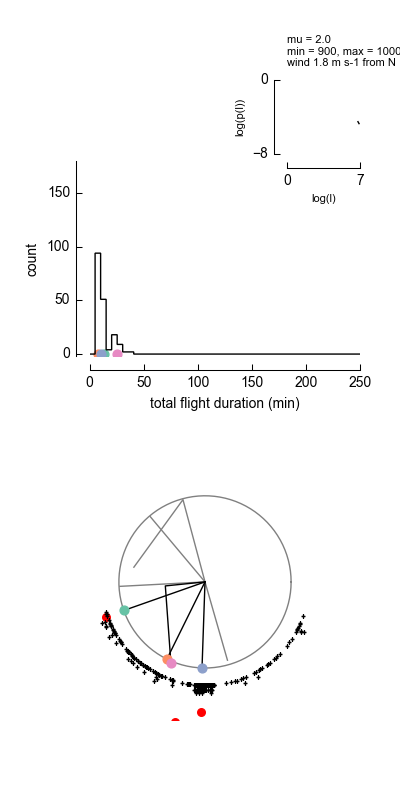 mu = 2.0
min = 900, max = 1000
wind 1.8 m s-1 from N
0
log(p(l))
−8
0 7
log(l)
150
100
50
0
count
0 50 100 150 200 250
total flight duration (min)